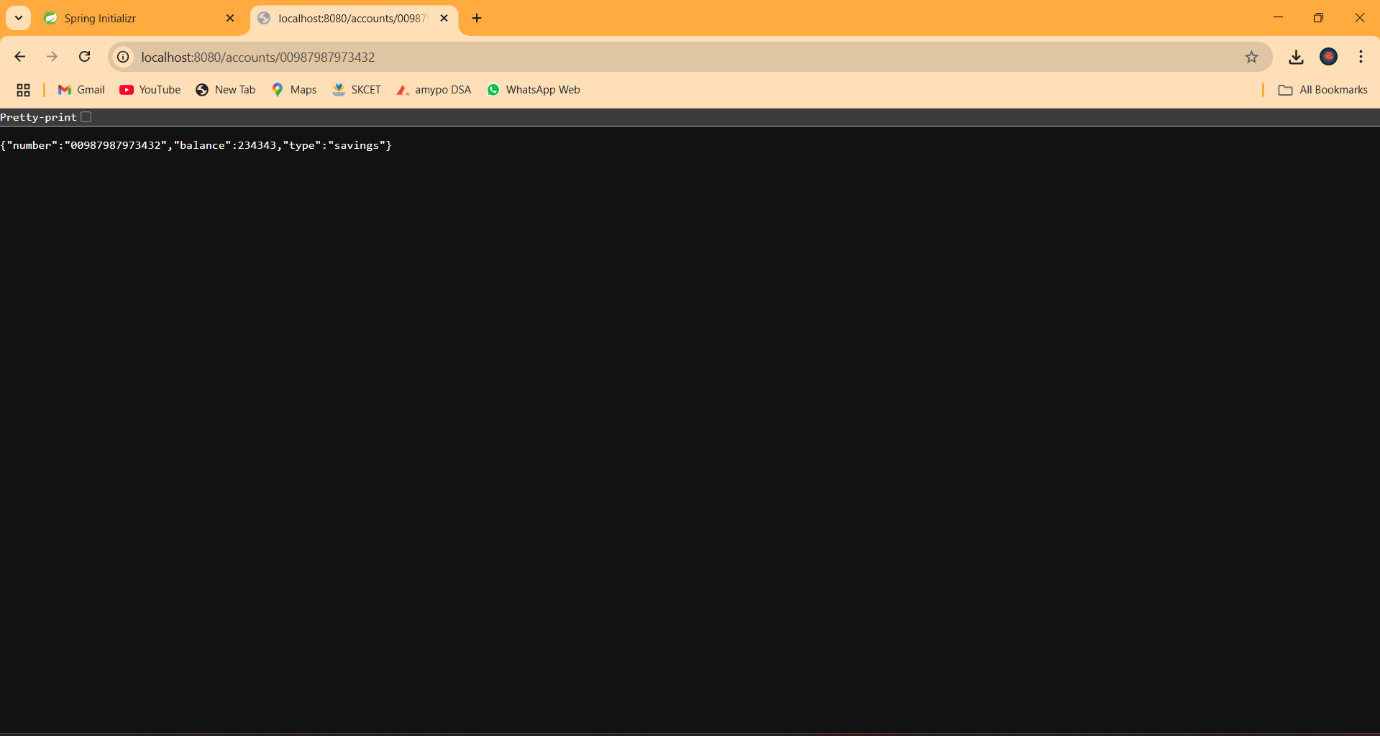 Spring Initializr
localhost:8080/accounts/00987
localhost:8080/accounts/00987987973432
Gmail YouTube New Tab Maps SKCET amypo DSA WhatsApp Web All Bookmarks
Pretty-print
{"number":"00987987973432","balance":234343,"type":"savings"}